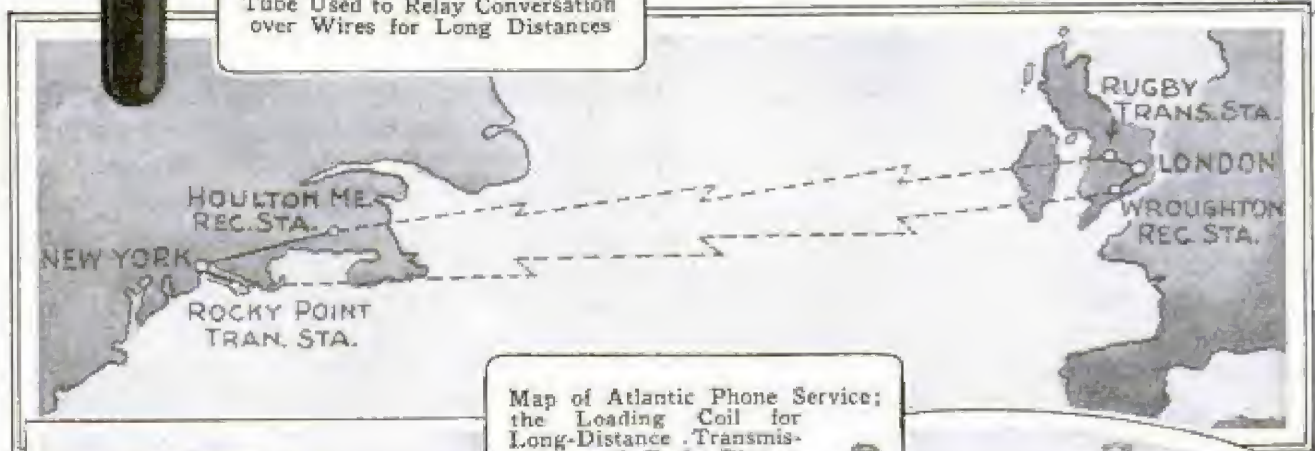 Tube Used to Relay Conversation
over Wires for Long Distances
RUGBY
TRANS. STA.
LONDON
WROUGHTON
REC. STA.
HOULTON ME.
REC. STA.
NEW YORK
ROCKY POINT
TRAN. STA.
Map of Atlantic Phone Service;
the Loading Coil for
Long-Distance Transmis-